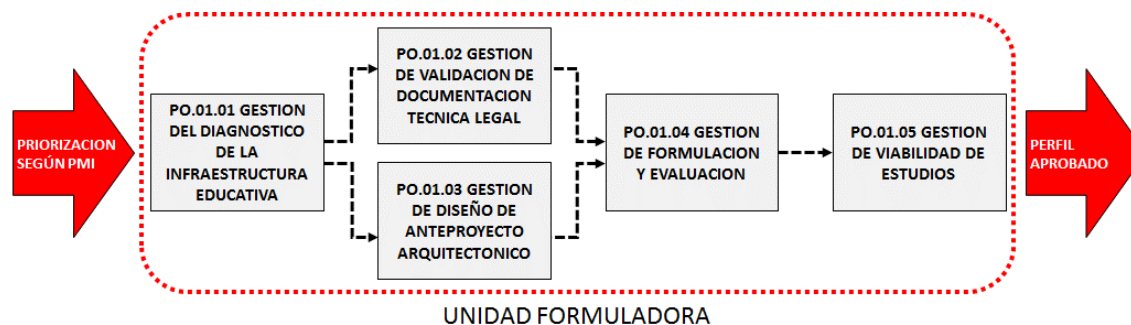 PRIORIZACION
SEGÚN PMI
PO.01.01 GESTION
DEL DIAGNOSTICO
DE LA
INFRAESTRUCTURA
EDUCATIVA
PO.01.02 GESTION
DE VALIDACION DE
DOCUMENTACION
TECNICA LEGAL
PO.01.03 GESTION
DE DISEÑO DE
ANTEPROYECTO
ARQUITECTONICO
PO.01.04 GESTION
DE FORMULACION
Y EVALUACION
PO.01.05 GESTION
DE VIABILIDAD DE
ESTUDIOS
PERFIL
APROBADO
UNIDAD FORMULADORA